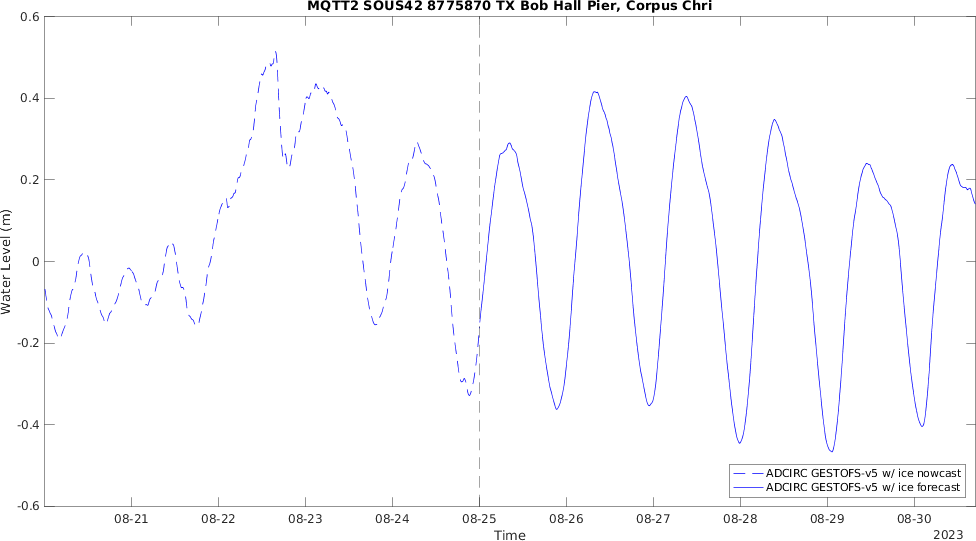 MQTT2 SOUS42 8775870 TX Bob Hall Pier, Corpus Chri
0.6
0.4
0.2
0
-0.2
-0.4
-0.6
Water Level (m)
ADCIRC GESTOFS-v5 w/ ice nowcast
ADCIRC GESTOFS-v5 w/ ice forecast
08-21 08-22 08-23 08-24 08-25 08-26 08-27 08-28 08-29 08-30
Time
2023